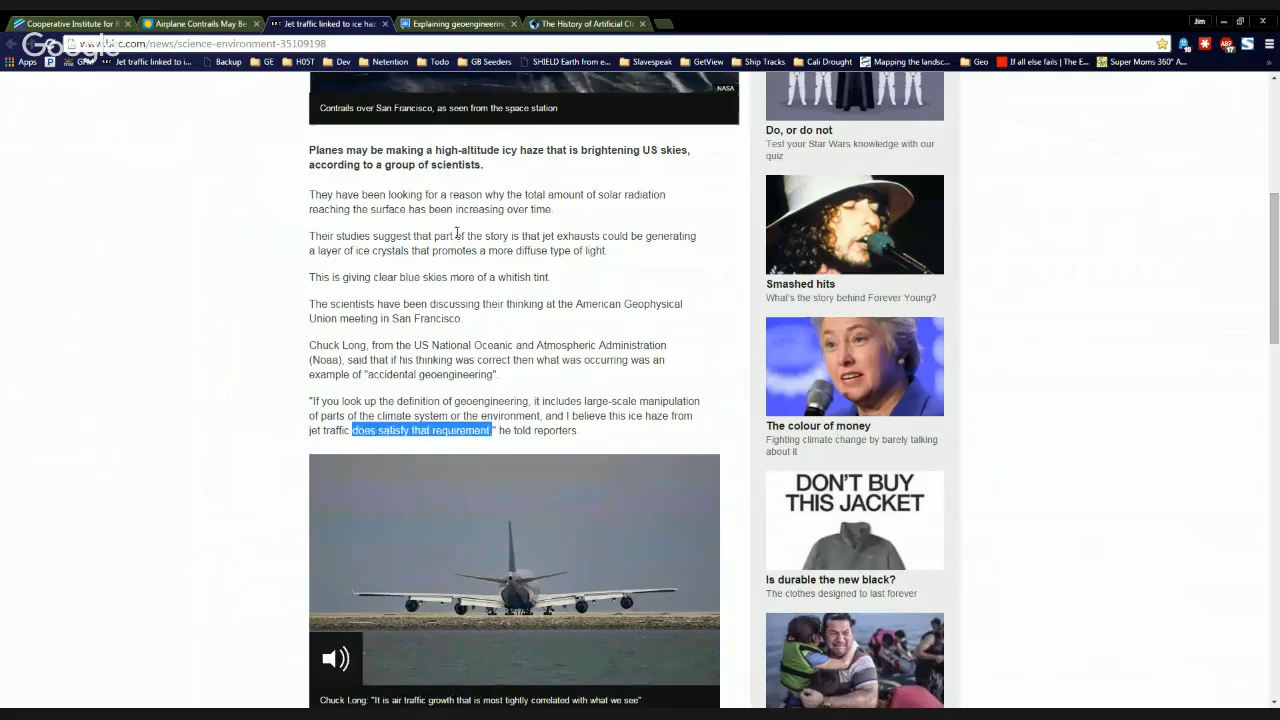 Cooperative Institute for R
Airplane Contrails May Be
Jet traffic linked to ice haz
Explaining geoengineering
The History of Artificial Cl
Jim
Google
www.bbc.com/news/science-environment-35109198
Apps
Jet traffic linked to i...
Backup
GE
H05T
Dev
Netention
Todo
GB Seeders
SHIELD Earth from e...
Slavespeak
GetView
Ship Tracks
Cali Drought
Mapping the landsc...
Geo
If all else fails | The E...
Super Moms 360° A...
»
NASA
Contrails over San Francisco, as seen from the space station
Planes may be making a high-altitude icy haze that is brightening US skies,
according to a group of scientists.
They have been looking for a reason why the total amount of solar radiation
reaching the surface has been increasing over time.
Their studies suggest that part of the story is that jet exhausts could be generating
a layer of ice crystals that promotes a more diffuse type of light.
This is giving clear blue skies more of a whitish tint.
The scientists have been discussing their thinking at the American Geophysical
Union meeting in San Francisco.
Chuck Long, from the US National Oceanic and Atmospheric Administration
(Noaa), said that if his thinking was correct then what was occurring was an
example of "accidental geoengineering".
"If you look up the definition of geoengineering, it includes large-scale manipulation
of parts of the climate system or the environment, and I believe this ice haze from
jet traffic does satisfy that requirement," he told reporters.
Chuck Long: "It is air traffic growth that is most tightly correlated with what we see"
Do, or do not
Test your Star Wars knowledge with our
quiz
Smashed hits
What's the story behind Forever Young?
The colour of money
Fighting climate change by barely talking
about it
DON'T BUY
THIS JACKET
Is durable the new black?
The clothes designed to last forever